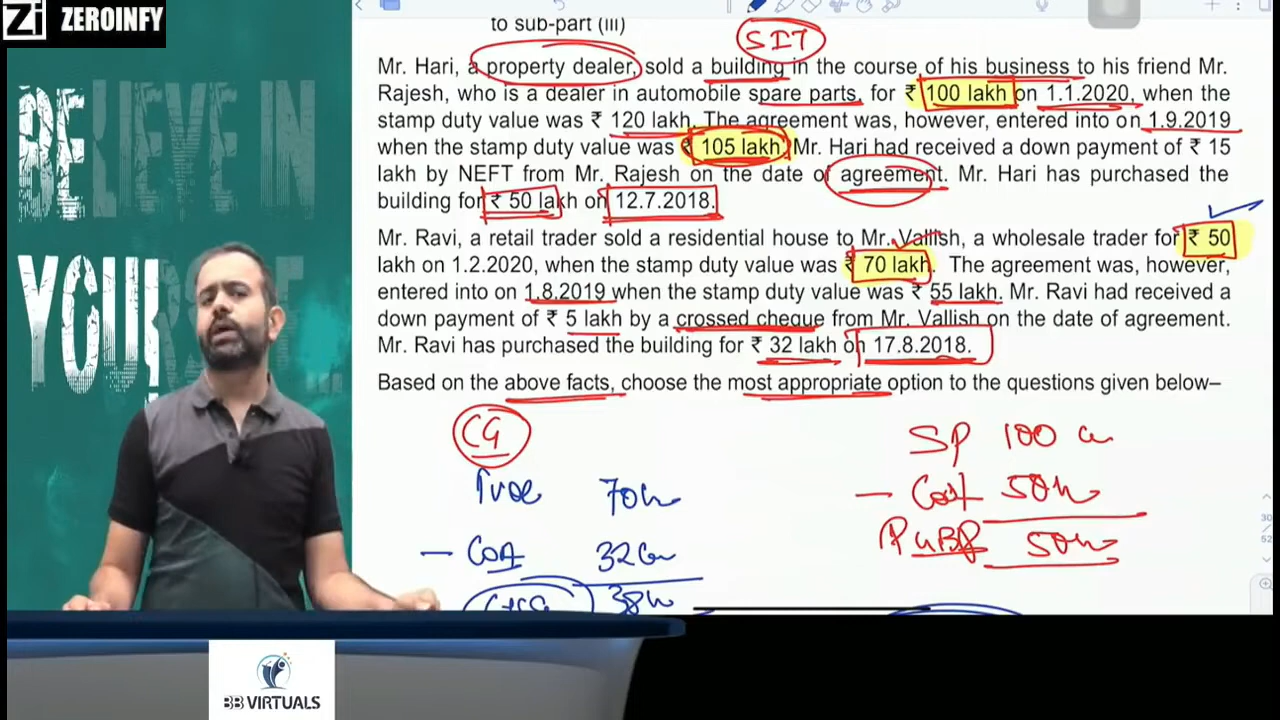 Zi ZEROINFY
BELIEVE IN
YOURSELF
to sub-part (iii)
SIT
Mr. Hari, a property dealer, sold a building in the course of his business to his friend Mr.
Rajesh, who is a dealer in automobile spare parts, for ₹ 100 lakh on 1.1.2020, when the
stamp duty value was ₹ 120 lakh. The agreement was, however, entered into on 1.9.2019
when the stamp duty value was ₹ 105 lakh. Mr. Hari had received a down payment of ₹ 15
lakh by NEFT from Mr. Rajesh on the date of agreement. Mr. Hari has purchased the
building for ₹ 50 lakh on 12.7.2018.
Mr. Ravi, a retail trader sold a residential house to Mr. Vallish, a wholesale trader for ₹ 50
lakh on 1.2.2020, when the stamp duty value was ₹ 70 lakh. The agreement was, however,
entered into on 1.8.2019 when the stamp duty value was ₹ 55 lakh. Mr. Ravi had received a
down payment of ₹ 5 lakh by a crossed cheque from Mr. Vallish on the date of agreement.
Mr. Ravi has purchased the building for ₹ 32 lakh on 17.8.2018.
Based on the above facts, choose the most appropriate option to the questions given below–
CG
SP 100
70
Cost 50
PGBP 50
COA 32
38
30
52
BB VIRTUALS